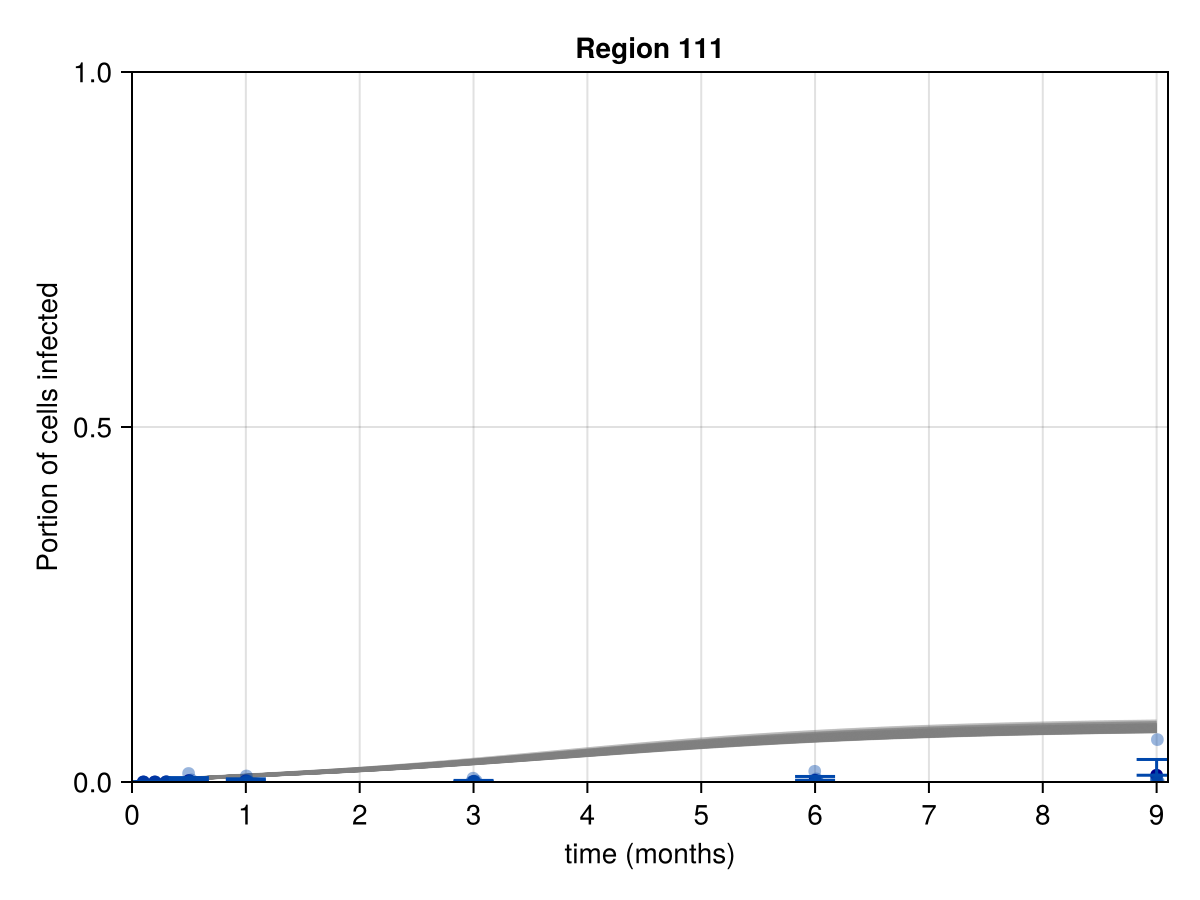 Region 111
1.0
0.5
0.0
Portion of cells infected
0 1 2 3 4 5 6 7 8 9
time (months)